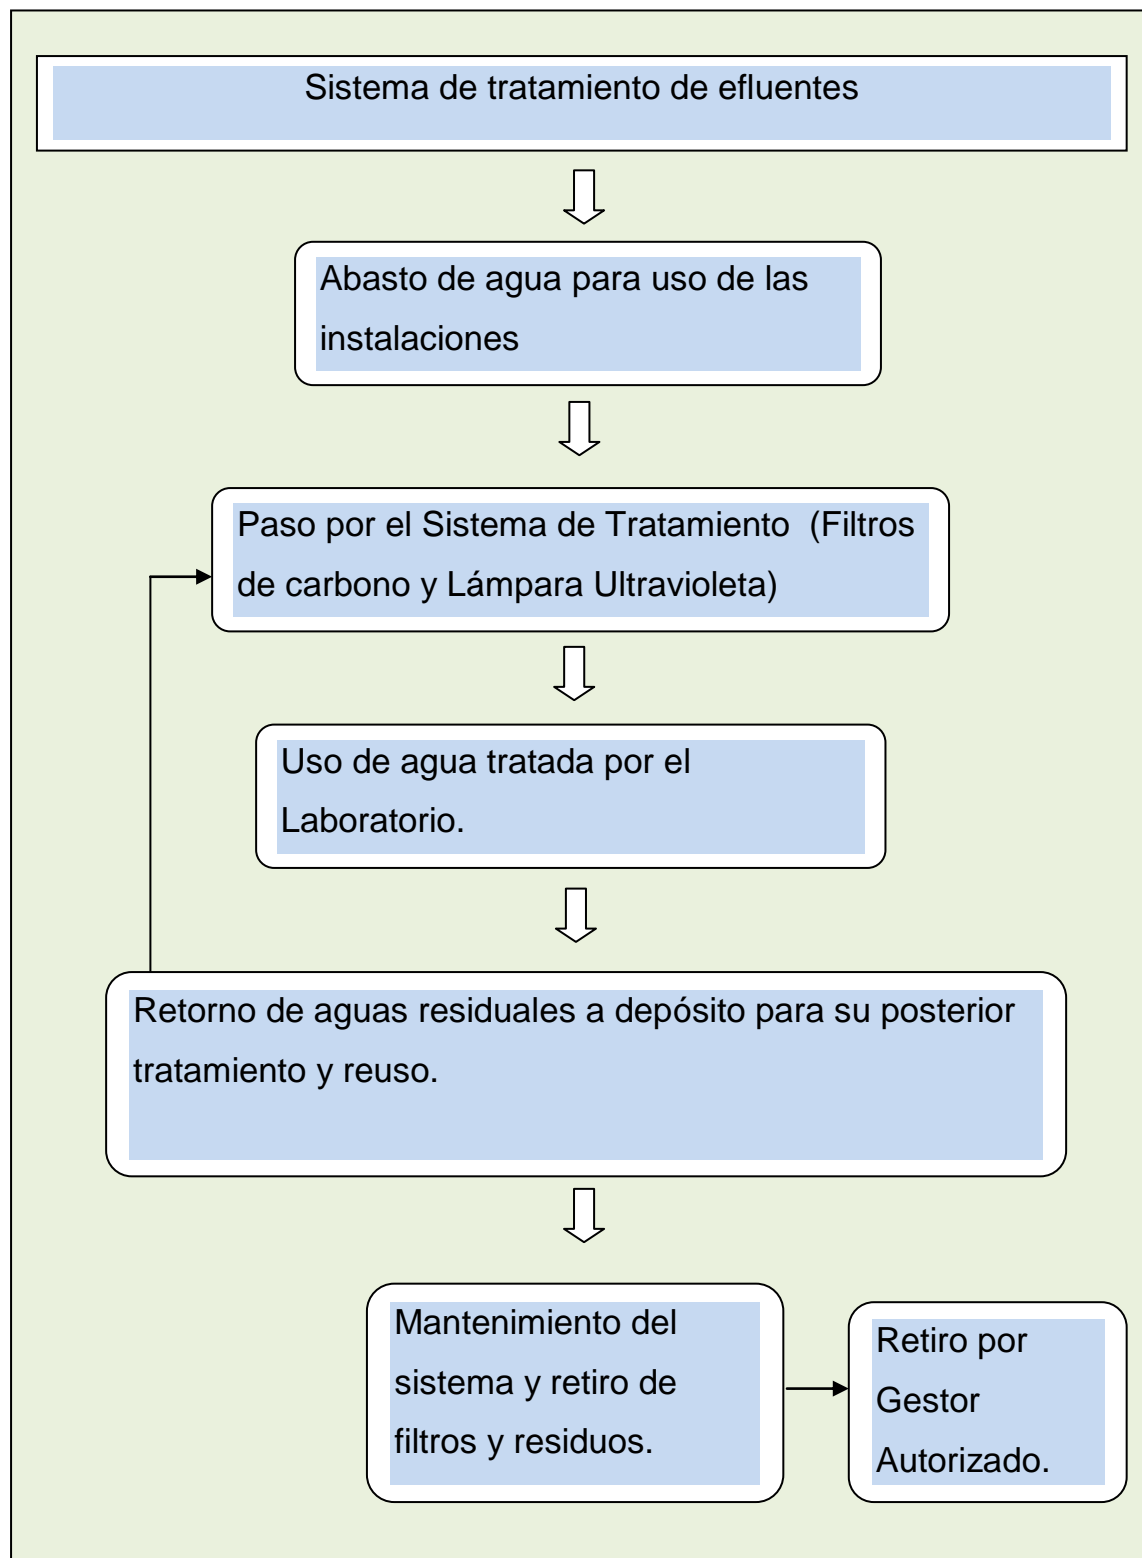 Sistema de tratamiento de efluentes
Abasto de agua para uso de las
instalaciones
Paso por el Sistema de Tratamiento  (Filtros
de carbono y Lámpara Ultravioleta)
Uso de agua tratada por el
Laboratorio.
Retorno de aguas residuales a depósito para su posterior
tratamiento y reuso.
Mantenimiento del
sistema y retiro de
filtros y residuos.
Retiro por
Gestor
Autorizado.